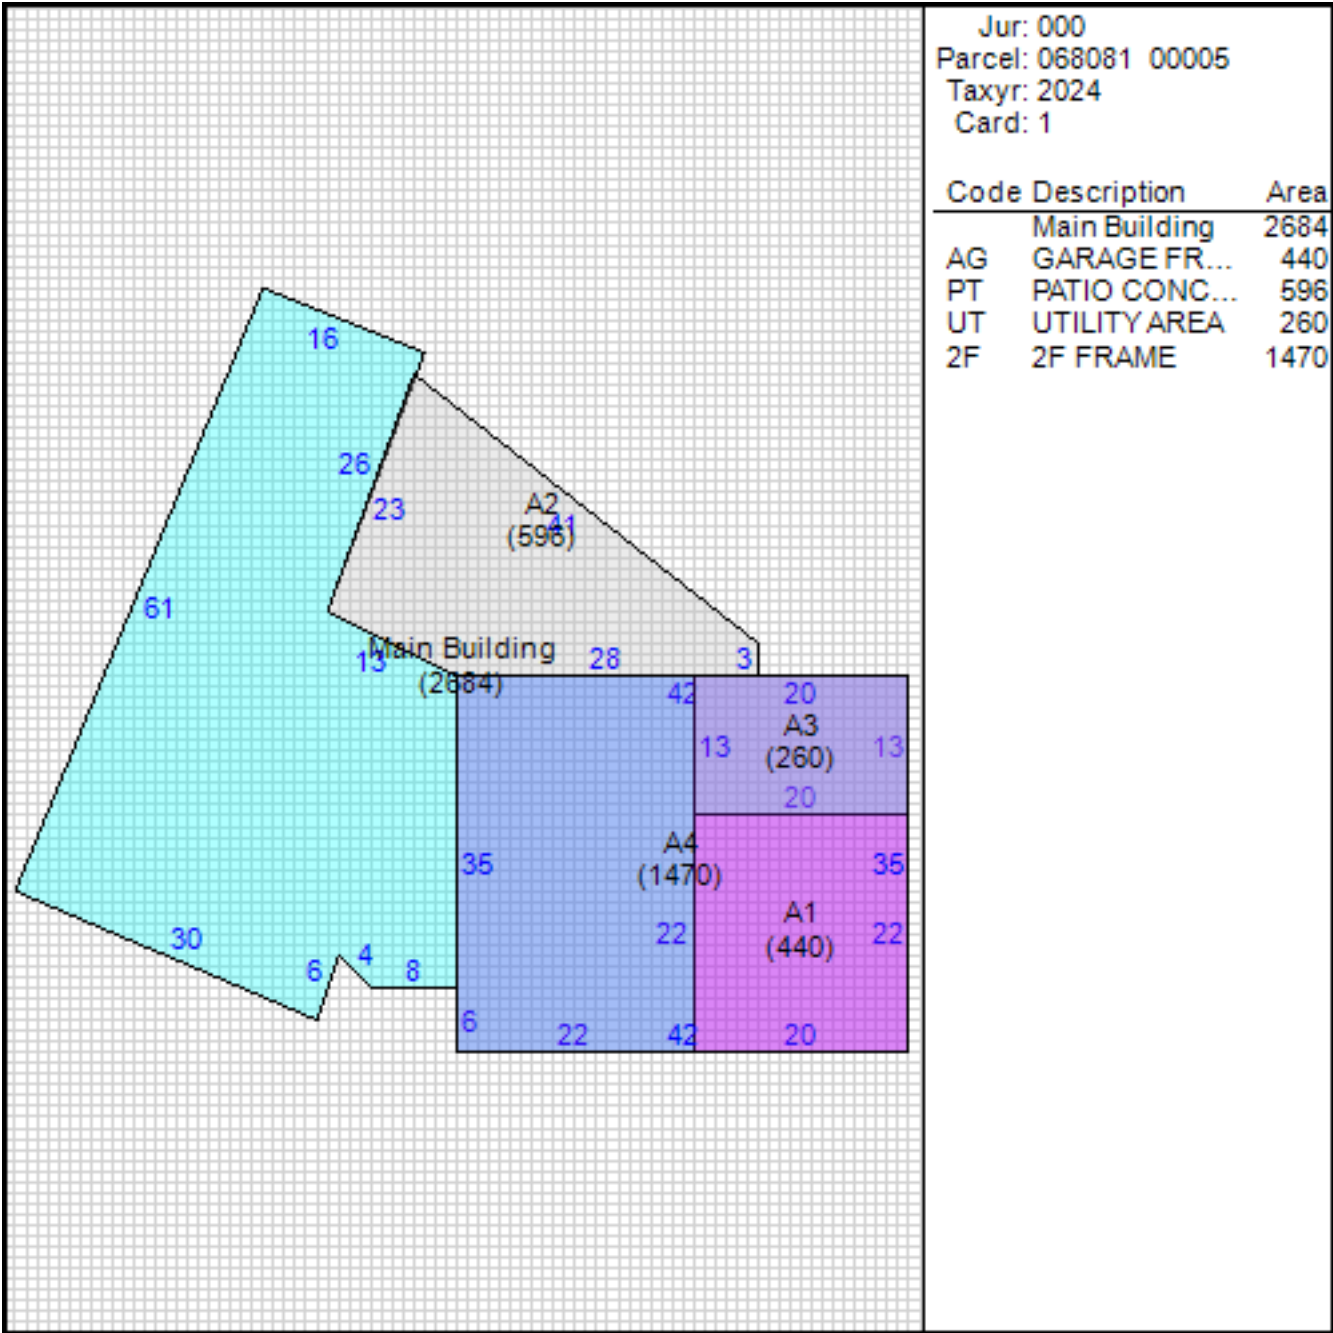 Jur: 000
Parcel: 068081 00005
Taxyr: 2024
Card: 1
Code Description Area
Main Building 2684
AG GARAGE FR... 440
PT PATIO CONC... 596
UT UTILITY AREA 260
2F 2F FRAME 1470
16
26
23
A2
41
(596)
61
Main Building
13
28
3
(2684)
42
20
A3
13
13
(260)
20
A4
35
35
(1470)
A1
22
22
(440)
30
4
6
8
6
22
42
20